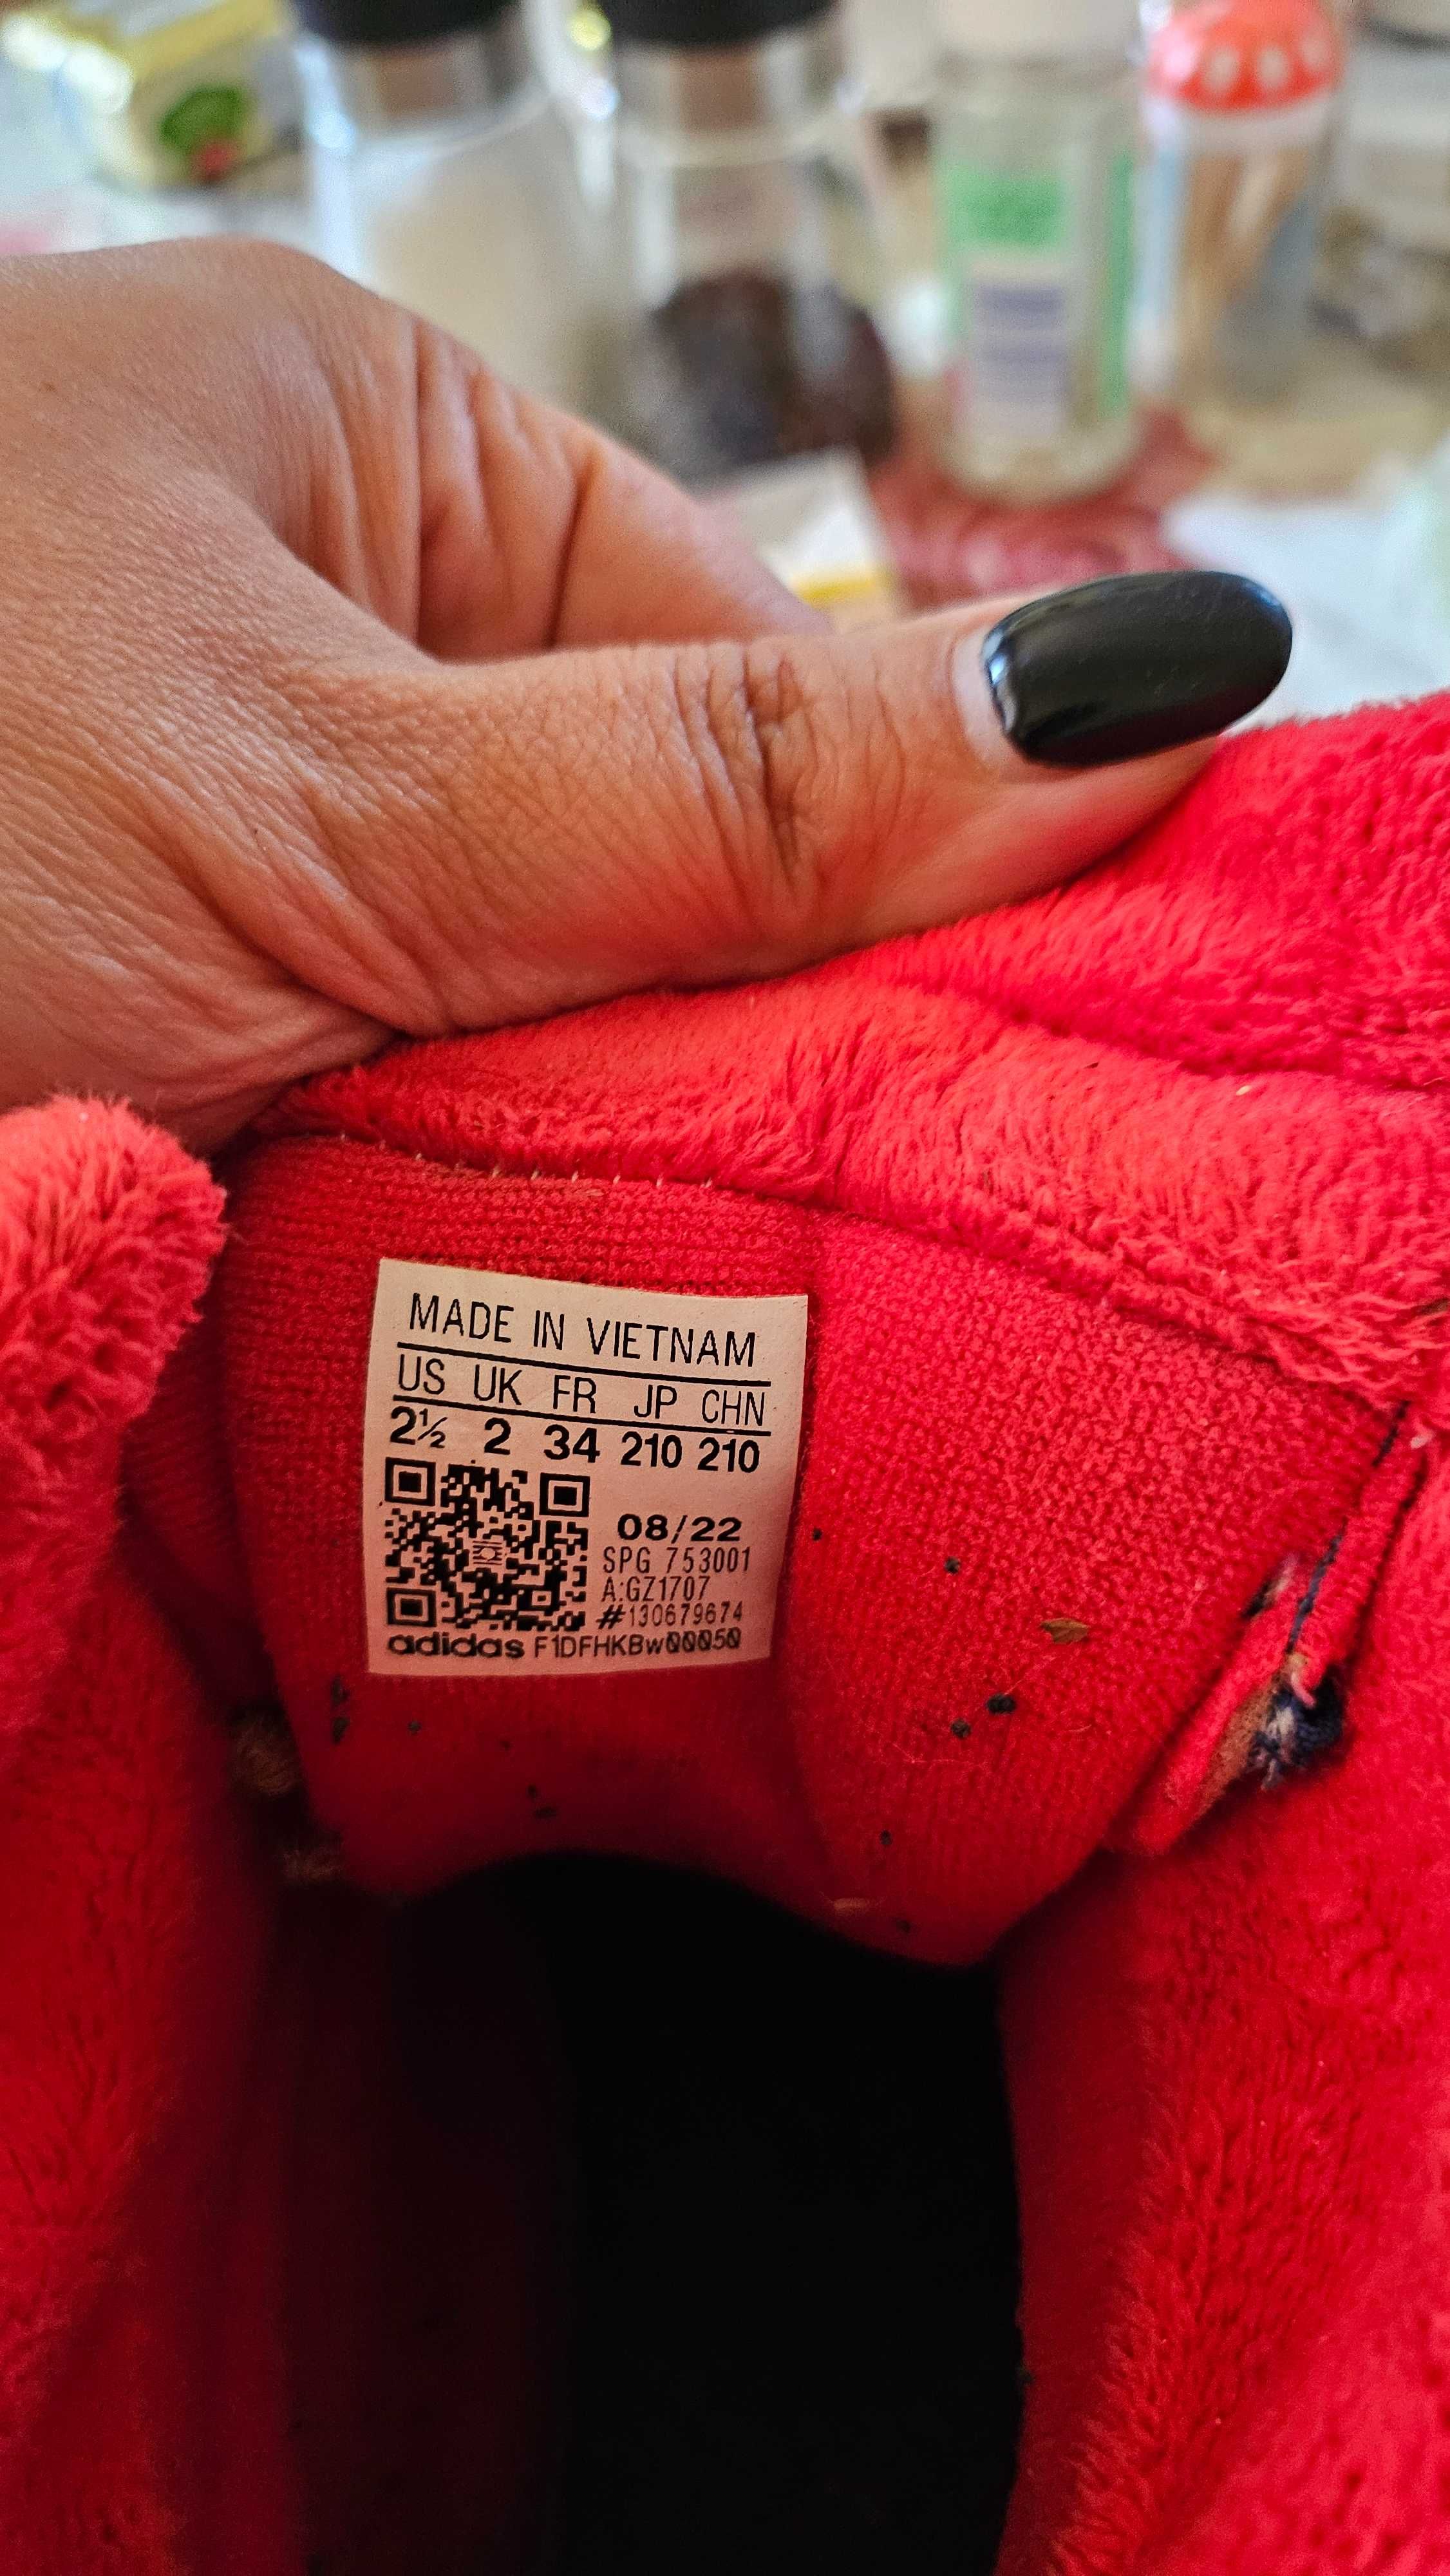 MADE IN VIETNAM
US UK FR JP CHN
2½ 2 34 210 210
08/22
SPG 753001
A:GZ1707
#130679674
adidas F1DFHKBw00050